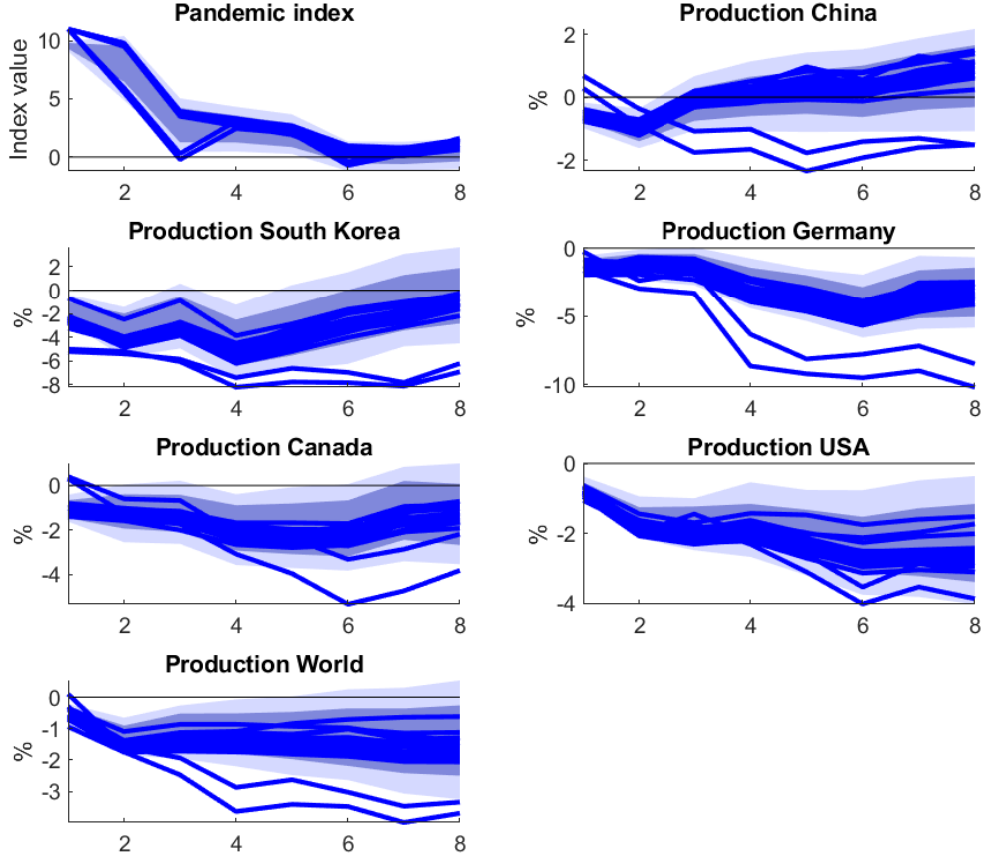 Pandemic index
Index value
10
5
0
2 4 6 8
Production China
%
2
0
-2
2 4 6 8
Production South Korea
%
2
0
-2
-4
-6
-8
2 4 6 8
Production Germany
%
0
-5
-10
2 4 6 8
Production Canada
%
0
-2
-4
2 4 6 8
Production USA
%
0
-2
-4
2 4 6 8
Production World
%
0
-1
-2
-3
2 4 6 8